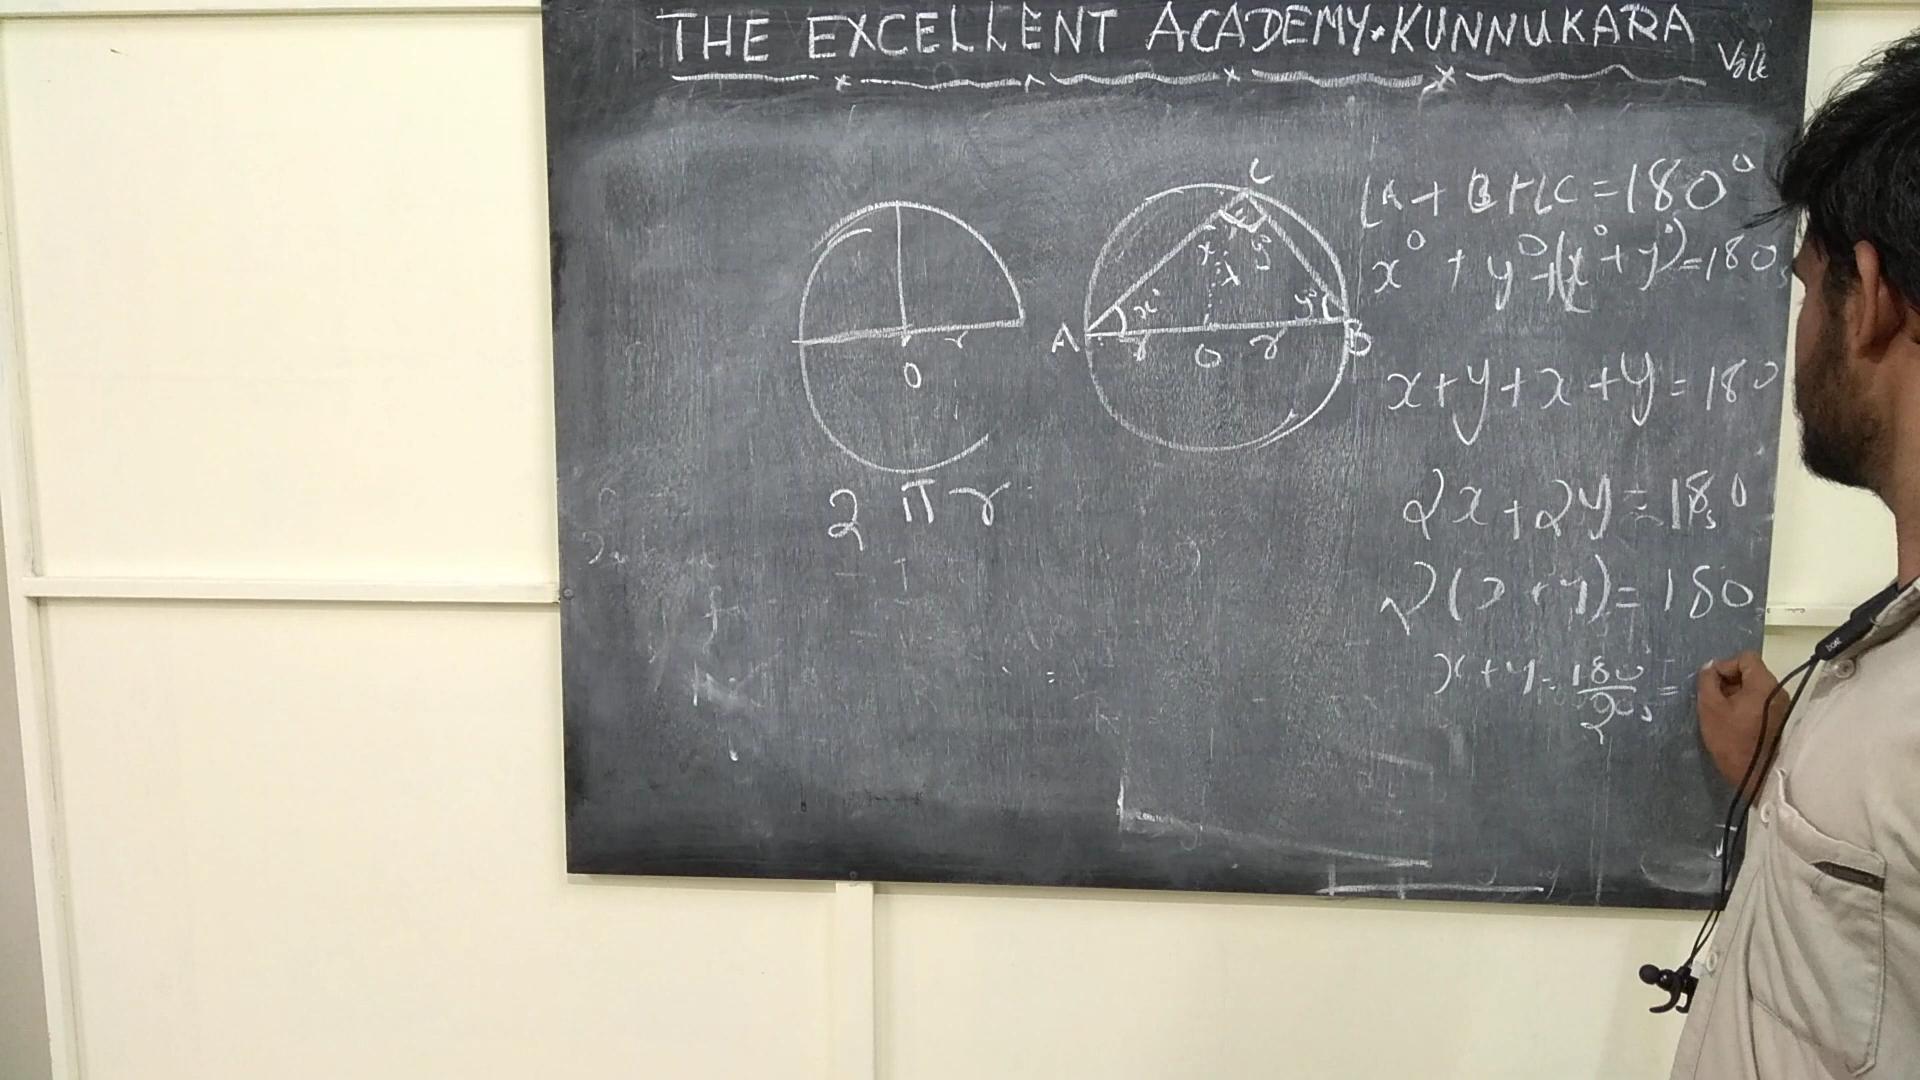 THE EXCELLENT ACADEMY.KUNNUKARA
C
x y
x° y°
A r O r B
r
O
2 π r
∠A + B + ∠C = 180°
x° + y° + (x° + y°) = 180
x + y + x + y = 180
2x + 2y = 180
2(x + y) = 180
x + y = 180/2 =